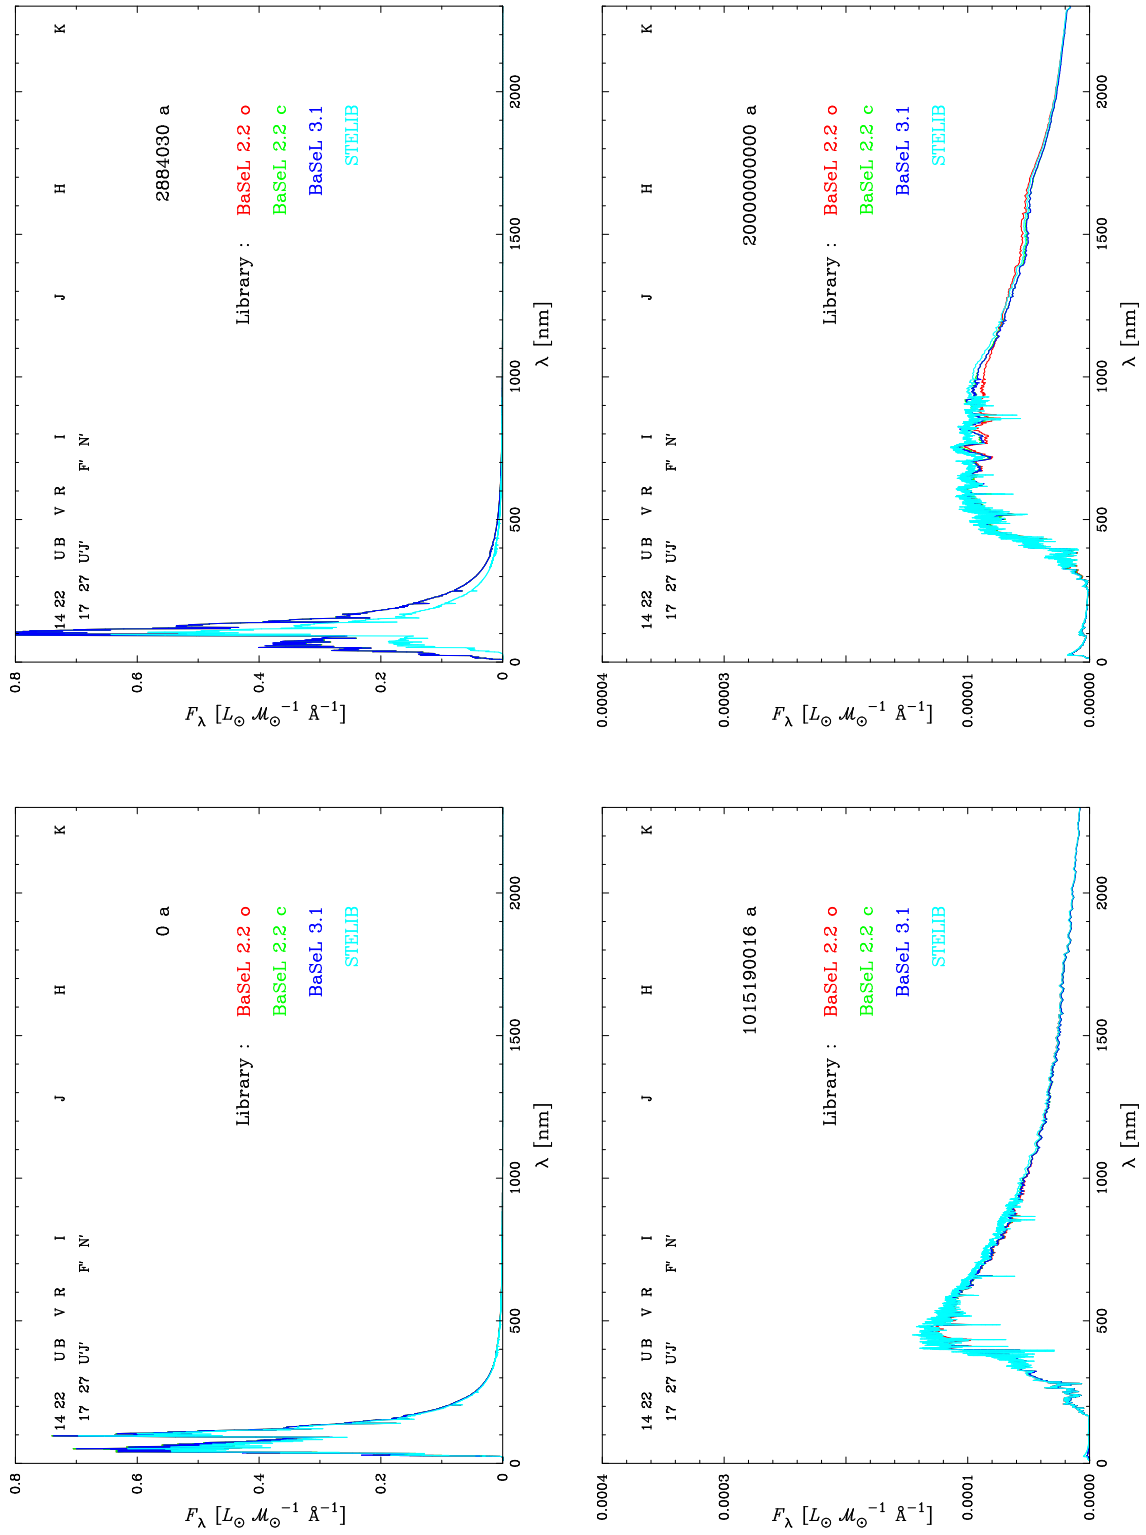 0.8
0.6
0.4
0.2
0
F_λ [L_⊙ ℳ_⊙⁻¹ Å⁻¹]
14 22 U B V R I J H K
17 27 U' J' F' N'
0 a
Library : BaSeL 2.2 o
BaSeL 2.2 c
BaSeL 3.1
STELIB
0 500 1000 1500 2000
λ [nm]
0.8
0.6
0.4
0.2
0
F_λ [L_⊙ ℳ_⊙⁻¹ Å⁻¹]
14 22 U B V R I J H K
17 27 U' J' F' N'
2884030 a
Library : BaSeL 2.2 o
BaSeL 2.2 c
BaSeL 3.1
STELIB
0 500 1000 1500 2000
λ [nm]
0.0004
0.0003
0.0001
0.0000
F_λ [L_⊙ ℳ_⊙⁻¹ Å⁻¹]
14 22 U B V R I J H K
17 27 U' J' F' N'
1015190016 a
Library : BaSeL 2.2 o
BaSeL 2.2 c
BaSeL 3.1
STELIB
0 500 1000 1500 2000
λ [nm]
0.00004
0.00003
0.00001
0.00000
F_λ [L_⊙ ℳ_⊙⁻¹ Å⁻¹]
14 22 U B V R I J H K
17 27 U' J' F' N'
20000000000 a
Library : BaSeL 2.2 o
BaSeL 2.2 c
BaSeL 3.1
STELIB
0 500 1000 1500 2000
λ [nm]